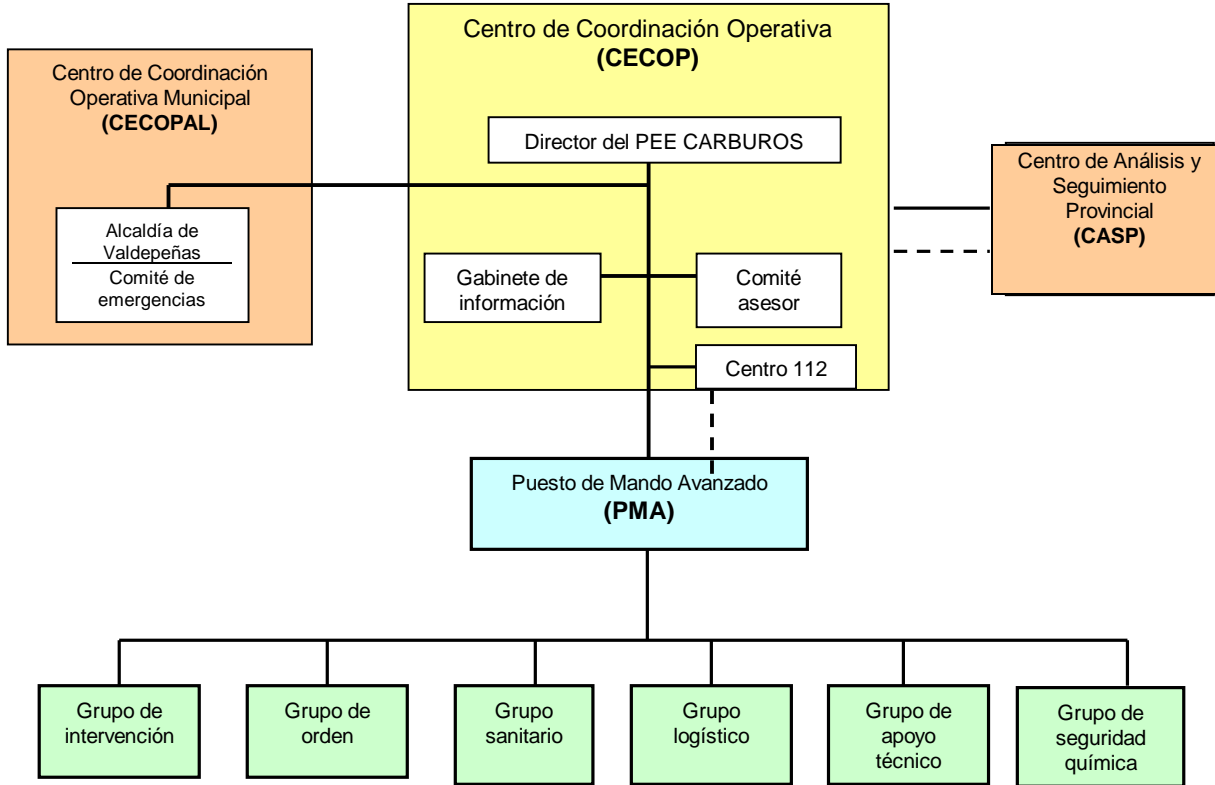 Centro de Coordinación Operativa
(CECOP)
Centro de Coordinación
Operativa Municipal
(CECOPAL)
Director del PEE CARBUROS
Centro de Análisis y
Seguimiento
Provincial
(CASP)
Alcaldía de
Valdepeñas
Comité de
emergencias
Gabinete de
información
Comité
asesor
Centro 112
Puesto de Mando Avanzado
(PMA)
Grupo de
intervención
Grupo de
orden
Grupo
sanitario
Grupo
logístico
Grupo de
apoyo
técnico
Grupo de
seguridad
química